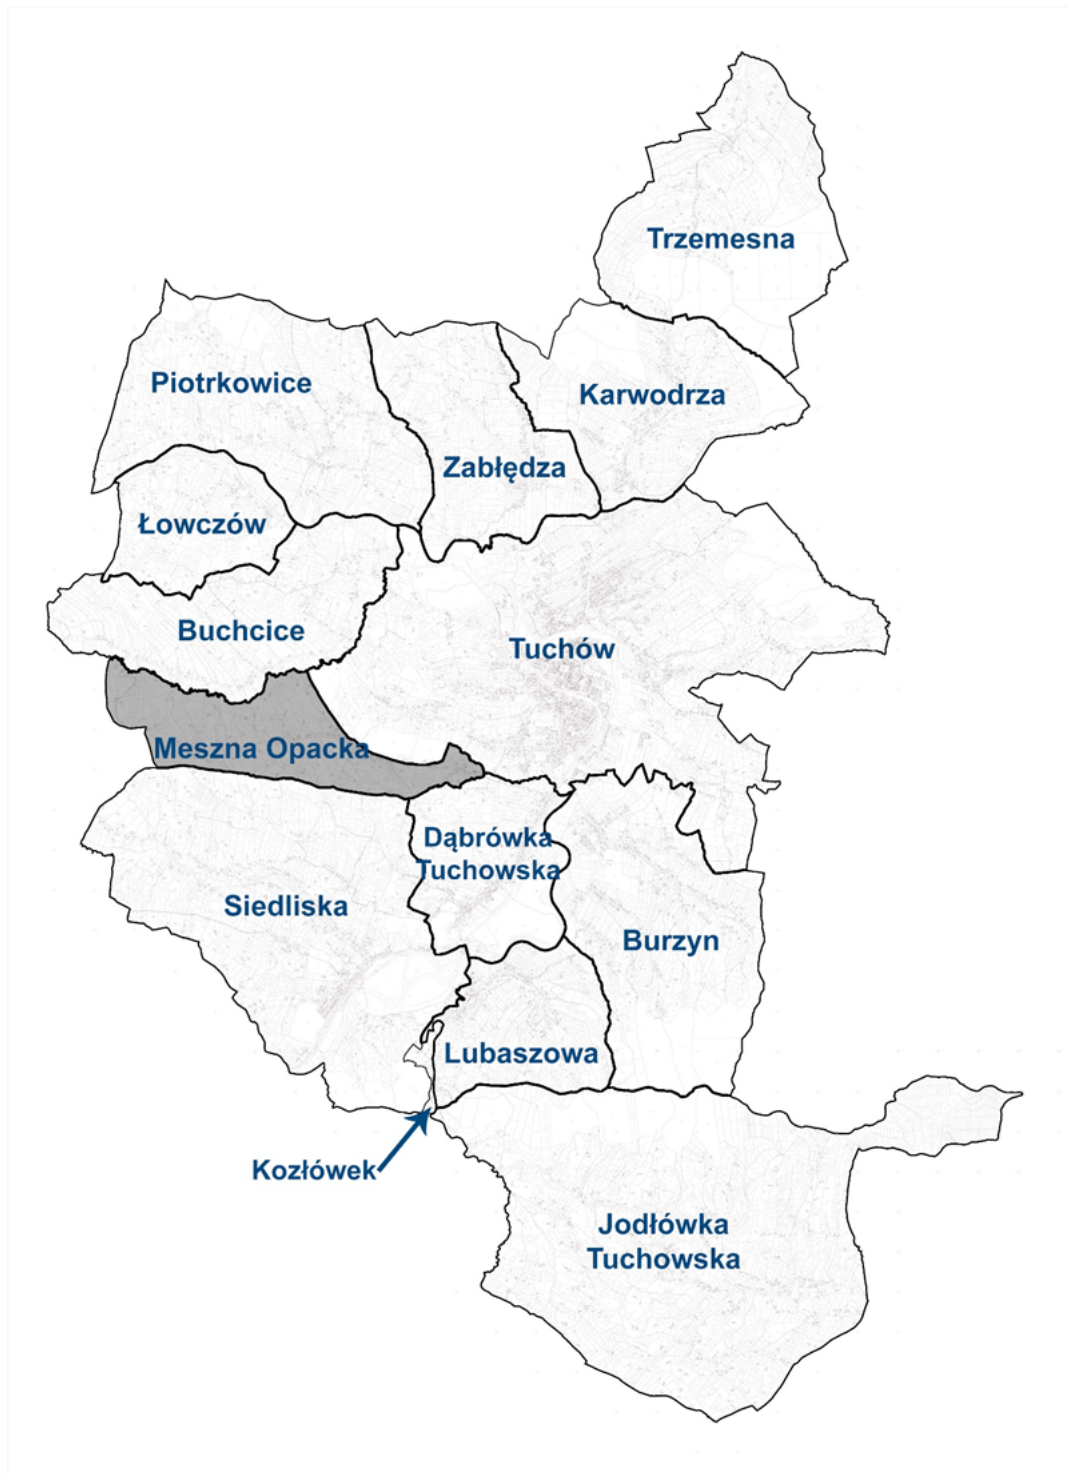 Trzemesna
Piotrkowice
Karwodrza
Zabłędza
Łowczów
Buchcice
Tuchów
Meszna Opacka
Dąbrówka
Tuchowska
Siedliska
Burzyn
Lubaszowa
Kozłówek
Jodłówka
Tuchowska